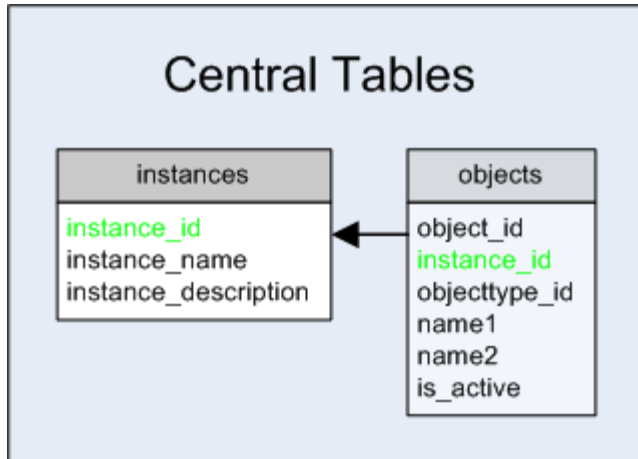 Central Tables
instances
instance_id
instance_name
instance_description
objects
object_id
instance_id
objecttype_id
name1
name2
is_active